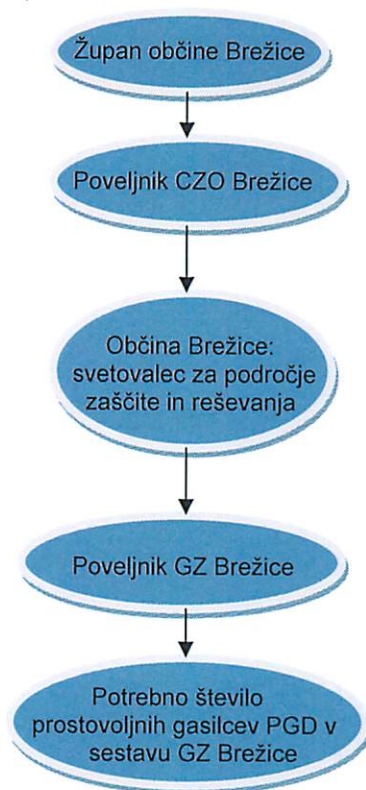 Župan občine Brežice
Poveljnik CZO Brežice
Občina Brežice:
svetovalec za področje
zaščite in reševanja
Poveljnik GZ Brežice
Potrebno število
prostovoljnih gasilcev PGD v
sestavu GZ Brežice